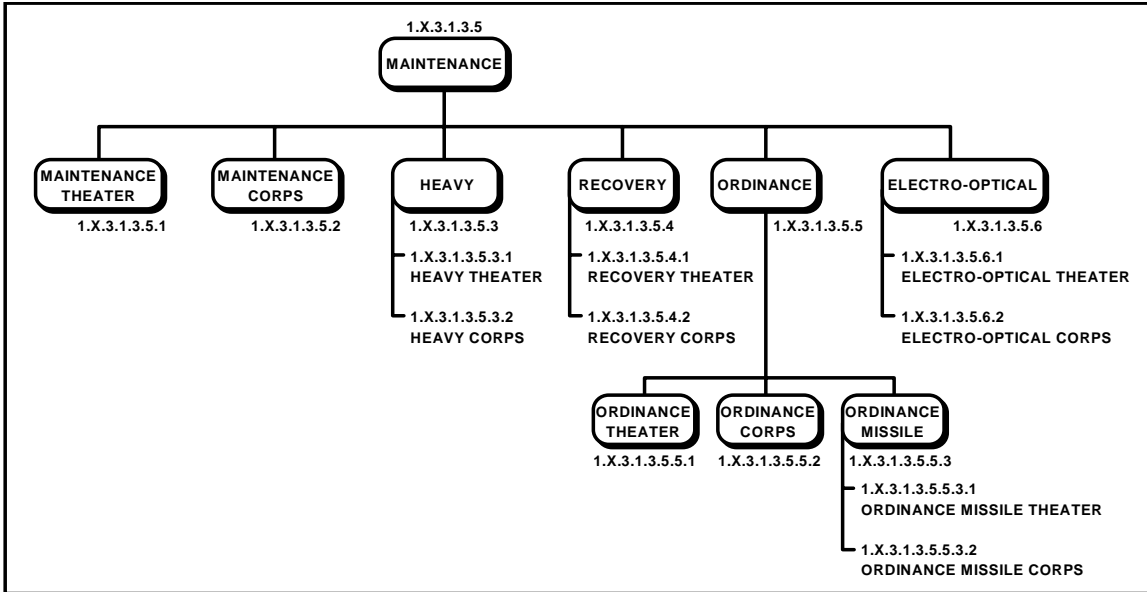 1.X.3.1.3.5
MAINTENANCE
MAINTENANCE
THEATER
1.X.3.1.3.5.1
MAINTENANCE
CORPS
1.X.3.1.3.5.2
HEAVY
1.X.3.1.3.5.3
1.X.3.1.3.5.3.1
HEAVY THEATER
1.X.3.1.3.5.3.2
HEAVY CORPS
RECOVERY
1.X.3.1.3.5.4
1.X.3.1.3.5.4.1
RECOVERY THEATER
1.X.3.1.3.5.4.2
RECOVERY CORPS
ORDINANCE
1.X.3.1.3.5.5
ELECTRO-OPTICAL
1.X.3.1.3.5.6
1.X.3.1.3.5.6.1
ELECTRO-OPTICAL THEATER
1.X.3.1.3.5.6.2
ELECTRO-OPTICAL CORPS
ORDINANCE
THEATER
1.X.3.1.3.5.5.1
ORDINANCE
CORPS
1.X.3.1.3.5.5.2
ORDINANCE
MISSILE
1.X.3.1.3.5.5.3
1.X.3.1.3.5.5.3.1
ORDINANCE MISSILE THEATER
1.X.3.1.3.5.5.3.2
ORDINANCE MISSILE CORPS